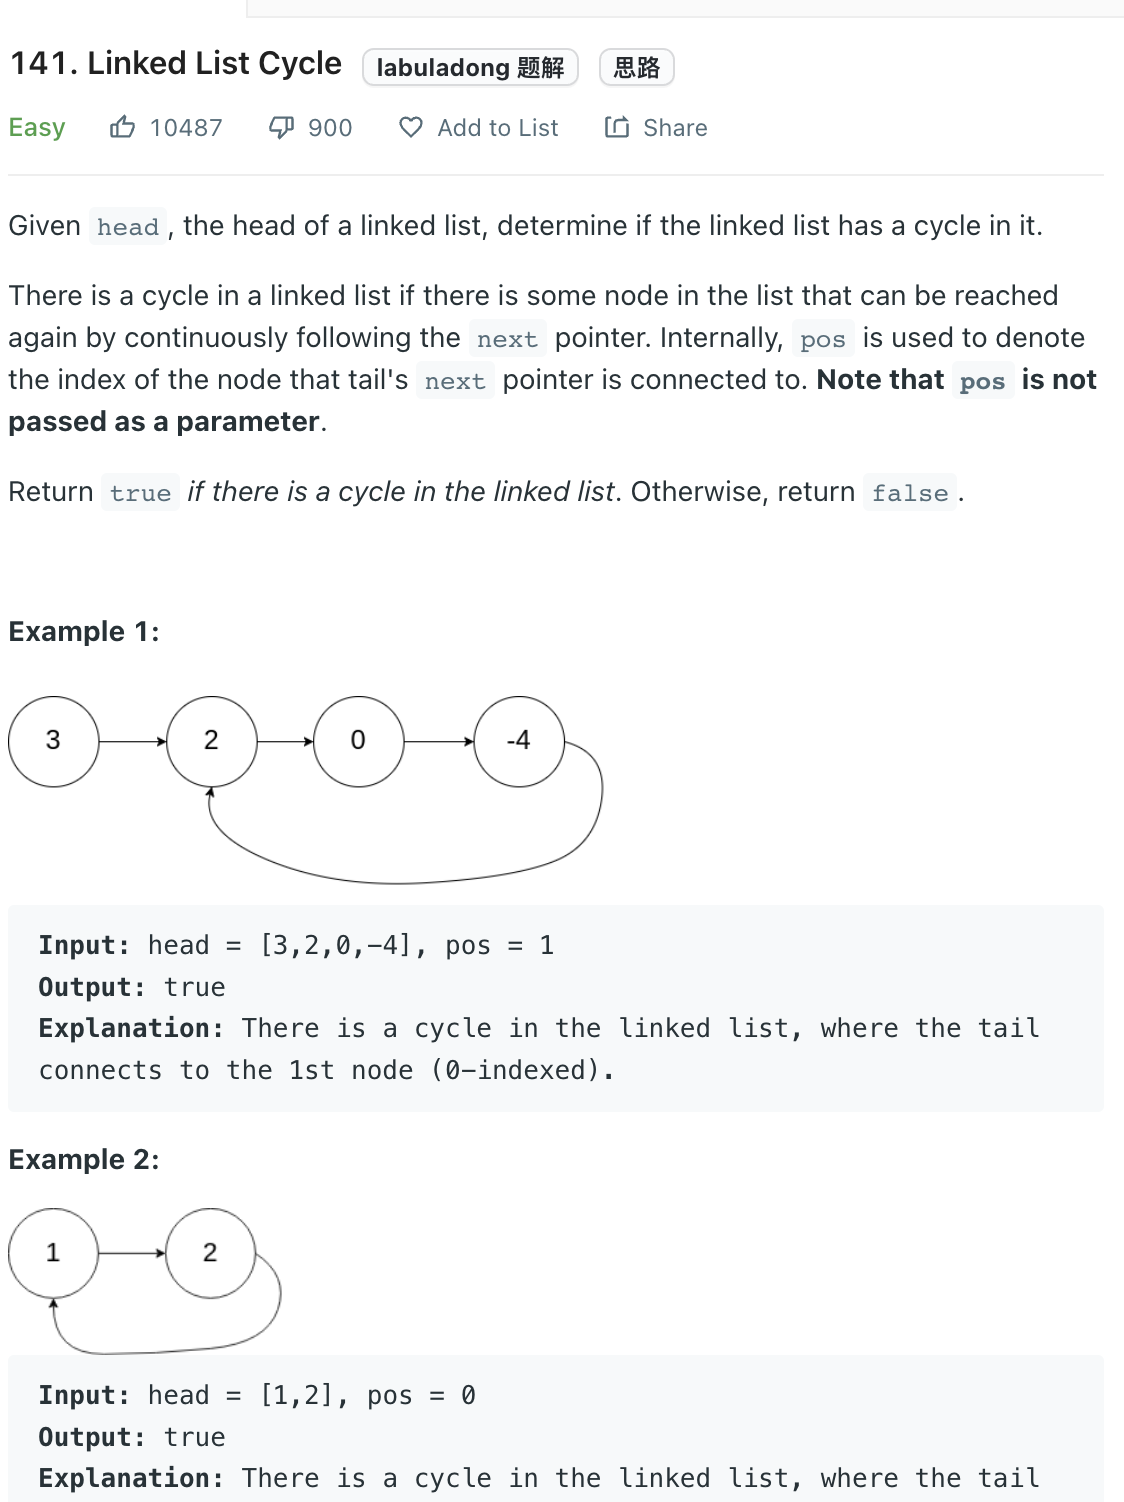 141. Linked List Cycle labuladong 题解 思路
Easy 10487 900 Add to List Share
Given head, the head of a linked list, determine if the linked list has a cycle in it.
There is a cycle in a linked list if there is some node in the list that can be reached
again by continuously following the next pointer. Internally, pos is used to denote
the index of the node that tail's next pointer is connected to. Note that pos is not
passed as a parameter.
Return true if there is a cycle in the linked list. Otherwise, return false.
Example 1:
3 2 0 -4
Input: head = [3,2,0,-4], pos = 1
Output: true
Explanation: There is a cycle in the linked list, where the tail
connects to the 1st node (0-indexed).
Example 2:
1 2
Input: head = [1,2], pos = 0
Output: true
Explanation: There is a cycle in the linked list, where the tail